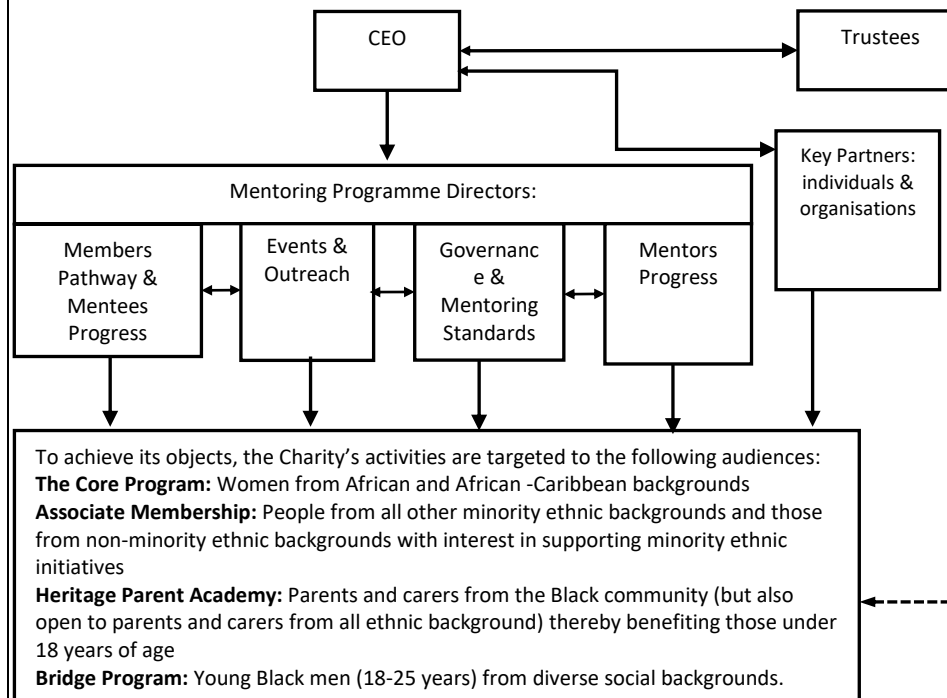 CEO
Trustees
Key Partners:
individuals &
organisations
Mentoring Programme Directors:
Members
Pathway &
Mentees
Progress
Events &
Outreach
Governanc
e &
Mentoring
Standards
Mentors
Progress
To achieve its objects, the Charity’s activities are targeted to the following audiences:
The Core Program: Women from African and African -Caribbean backgrounds
Associate Membership: People from all other minority ethnic backgrounds and those
from non-minority ethnic backgrounds with interest in supporting minority ethnic
initiatives
Heritage Parent Academy: Parents and carers from the Black community (but also
open to parents and carers from all ethnic background) thereby benefiting those under
18 years of age
Bridge Program: Young Black men (18-25 years) from diverse social backgrounds.